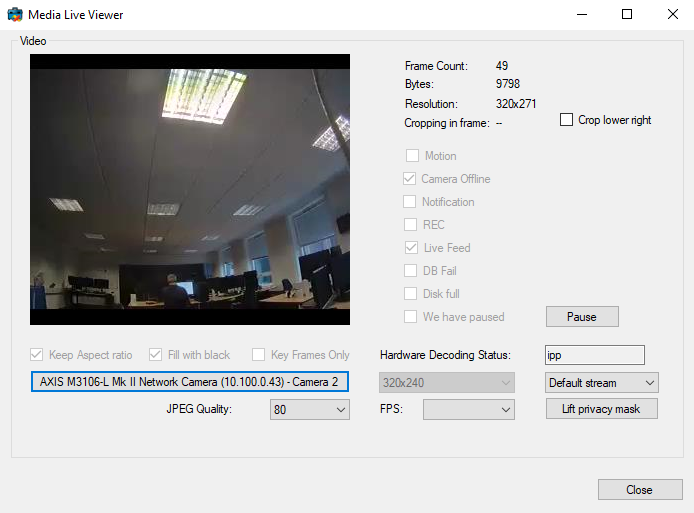 Media Live Viewer
Video
Frame Count: 49
Bytes: 9798
Resolution: 320x271
Cropping in frame: --
Crop lower right
Motion
Camera Offline
Notification
REC
Live Feed
DB Fail
Disk full
We have paused
Pause
Keep Aspect ratio
Fill with black
Key Frames Only
Hardware Decoding Status:
ipp
AXIS M3106-L Mk II Network Camera (10.100.0.43) - Camera 2
320x240
Default stream
JPEG Quality:
80
FPS:
Lift privacy mask
Close